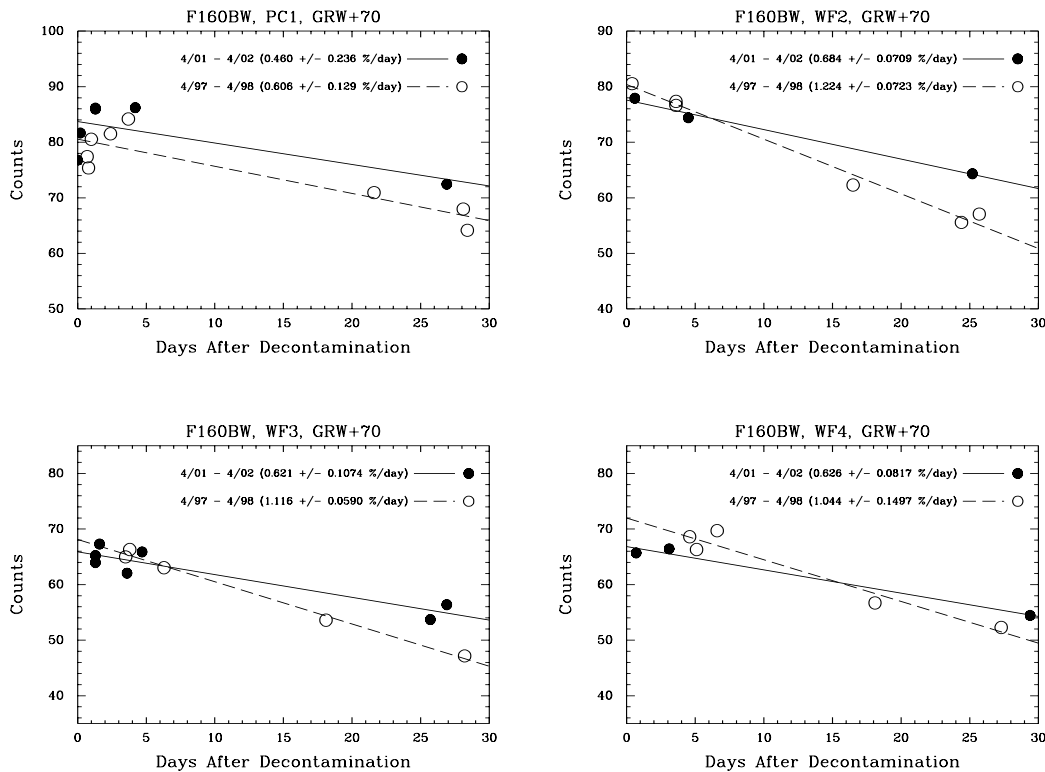 F160BW, PC1, GRW+70
4/01 - 4/02 (0.460 +/- 0.236 %/day)
4/97 - 4/98 (0.606 +/- 0.129 %/day)
100
90
80
70
60
50
Counts
0 5 10 15 20 25 30
Days After Decontamination
F160BW, WF2, GRW+70
4/01 - 4/02 (0.684 +/- 0.0709 %/day)
4/97 - 4/98 (1.224 +/- 0.0723 %/day)
90
80
70
60
50
40
Counts
0 5 10 15 20 25 30
Days After Decontamination
F160BW, WF3, GRW+70
4/01 - 4/02 (0.621 +/- 0.1074 %/day)
4/97 - 4/98 (1.116 +/- 0.0590 %/day)
80
70
60
50
40
Counts
0 5 10 15 20 25 30
Days After Decontamination
F160BW, WF4, GRW+70
4/01 - 4/02 (0.626 +/- 0.0817 %/day)
4/97 - 4/98 (1.044 +/- 0.1497 %/day)
80
70
60
50
40
Counts
0 5 10 15 20 25 30
Days After Decontamination